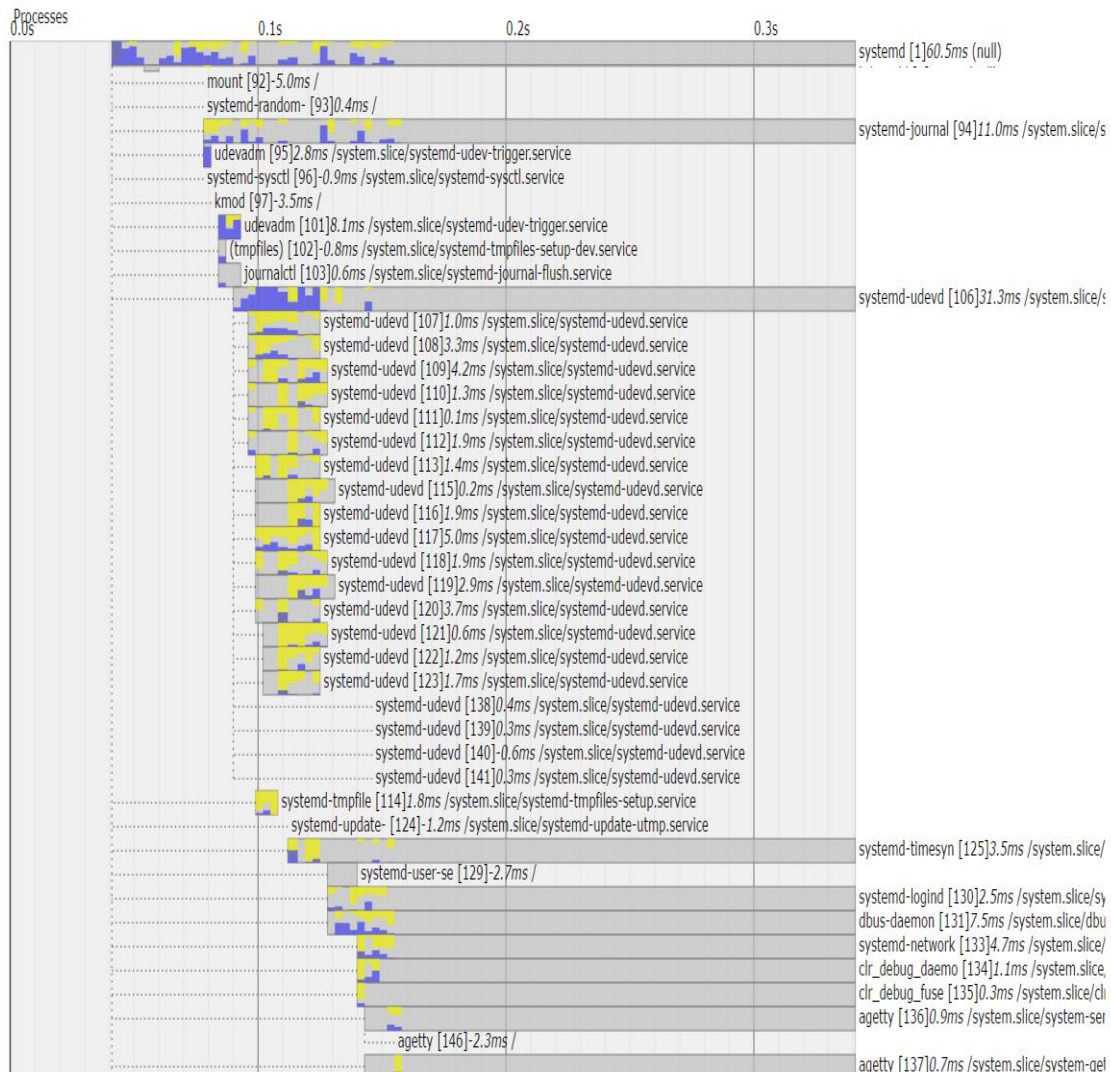 Processes
0.0s 0.1s 0.2s 0.3s
systemd [1]60.5ms (null)
mount [92]-5.0ms /
systemd-random- [93]0.4ms /
systemd-journal [94]11.0ms /system.slice/s
udevadm [95]2.8ms /system.slice/systemd-udev-trigger.service
systemd-sysctl [96]-0.9ms /system.slice/systemd-sysctl.service
kmod [97]-3.5ms /
udevadm [101]8.1ms /system.slice/systemd-udev-trigger.service
(tmpfiles) [102]-0.8ms /system.slice/systemd-tmpfiles-setup-dev.service
journalctl [103]0.6ms /system.slice/systemd-journal-flush.service
systemd-udevd [106]31.3ms /system.slice/s
systemd-udevd [107]1.0ms /system.slice/systemd-udevd.service
systemd-udevd [108]3.3ms /system.slice/systemd-udevd.service
systemd-udevd [109]4.2ms /system.slice/systemd-udevd.service
systemd-udevd [110]1.3ms /system.slice/systemd-udevd.service
systemd-udevd [111]0.1ms /system.slice/systemd-udevd.service
systemd-udevd [112]1.9ms /system.slice/systemd-udevd.service
systemd-udevd [113]1.4ms /system.slice/systemd-udevd.service
systemd-udevd [115]0.2ms /system.slice/systemd-udevd.service
systemd-udevd [116]1.9ms /system.slice/systemd-udevd.service
systemd-udevd [117]5.0ms /system.slice/systemd-udevd.service
systemd-udevd [118]1.9ms /system.slice/systemd-udevd.service
systemd-udevd [119]2.9ms /system.slice/systemd-udevd.service
systemd-udevd [120]3.7ms /system.slice/systemd-udevd.service
systemd-udevd [121]0.6ms /system.slice/systemd-udevd.service
systemd-udevd [122]1.2ms /system.slice/systemd-udevd.service
systemd-udevd [123]1.7ms /system.slice/systemd-udevd.service
systemd-udevd [138]0.4ms /system.slice/systemd-udevd.service
systemd-udevd [139]0.3ms /system.slice/systemd-udevd.service
systemd-udevd [140]-0.6ms /system.slice/systemd-udevd.service
systemd-udevd [141]0.3ms /system.slice/systemd-udevd.service
systemd-tmpfile [114]1.8ms /system.slice/systemd-tmpfiles-setup.service
systemd-update- [124]-1.2ms /system.slice/systemd-update-utmp.service
systemd-timesyn [125]3.5ms /system.slice/
systemd-user-se [129]-2.7ms /
systemd-logind [130]2.5ms /system.slice/sy
dbus-daemon [131]7.5ms /system.slice/dbu
systemd-network [133]4.7ms /system.slice/
clr_debug_daemo [134]1.1ms /system.slice,
clr_debug_fuse [135]0.3ms /system.slice/cl
agetty [136]0.9ms /system.slice/system-ser
agetty [146]-2.3ms /
agetty [137]0.7ms /system.slice/system-get